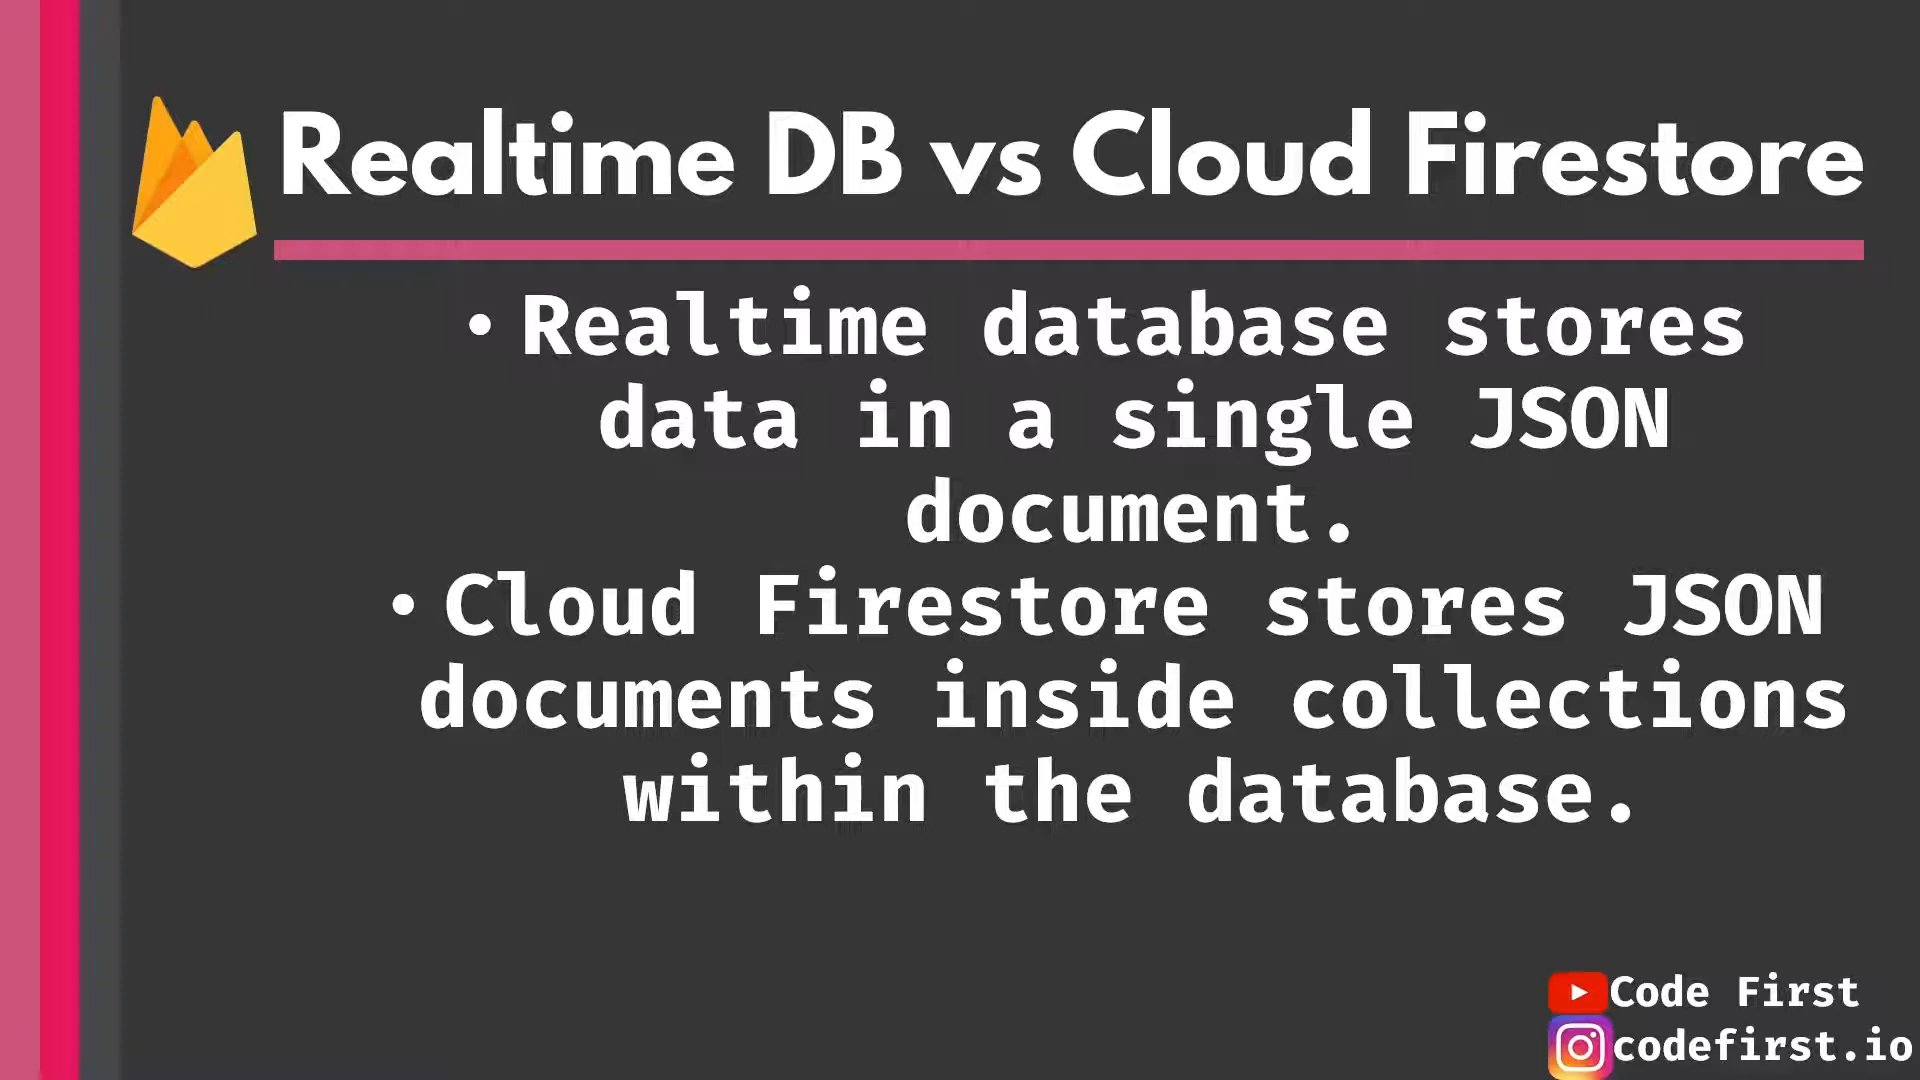 Realtime DB vs Cloud Firestore
• Realtime database stores
data in a single JSON
document.
• Cloud Firestore stores JSON
documents inside collections
within the database.
Code First
codefirst.io